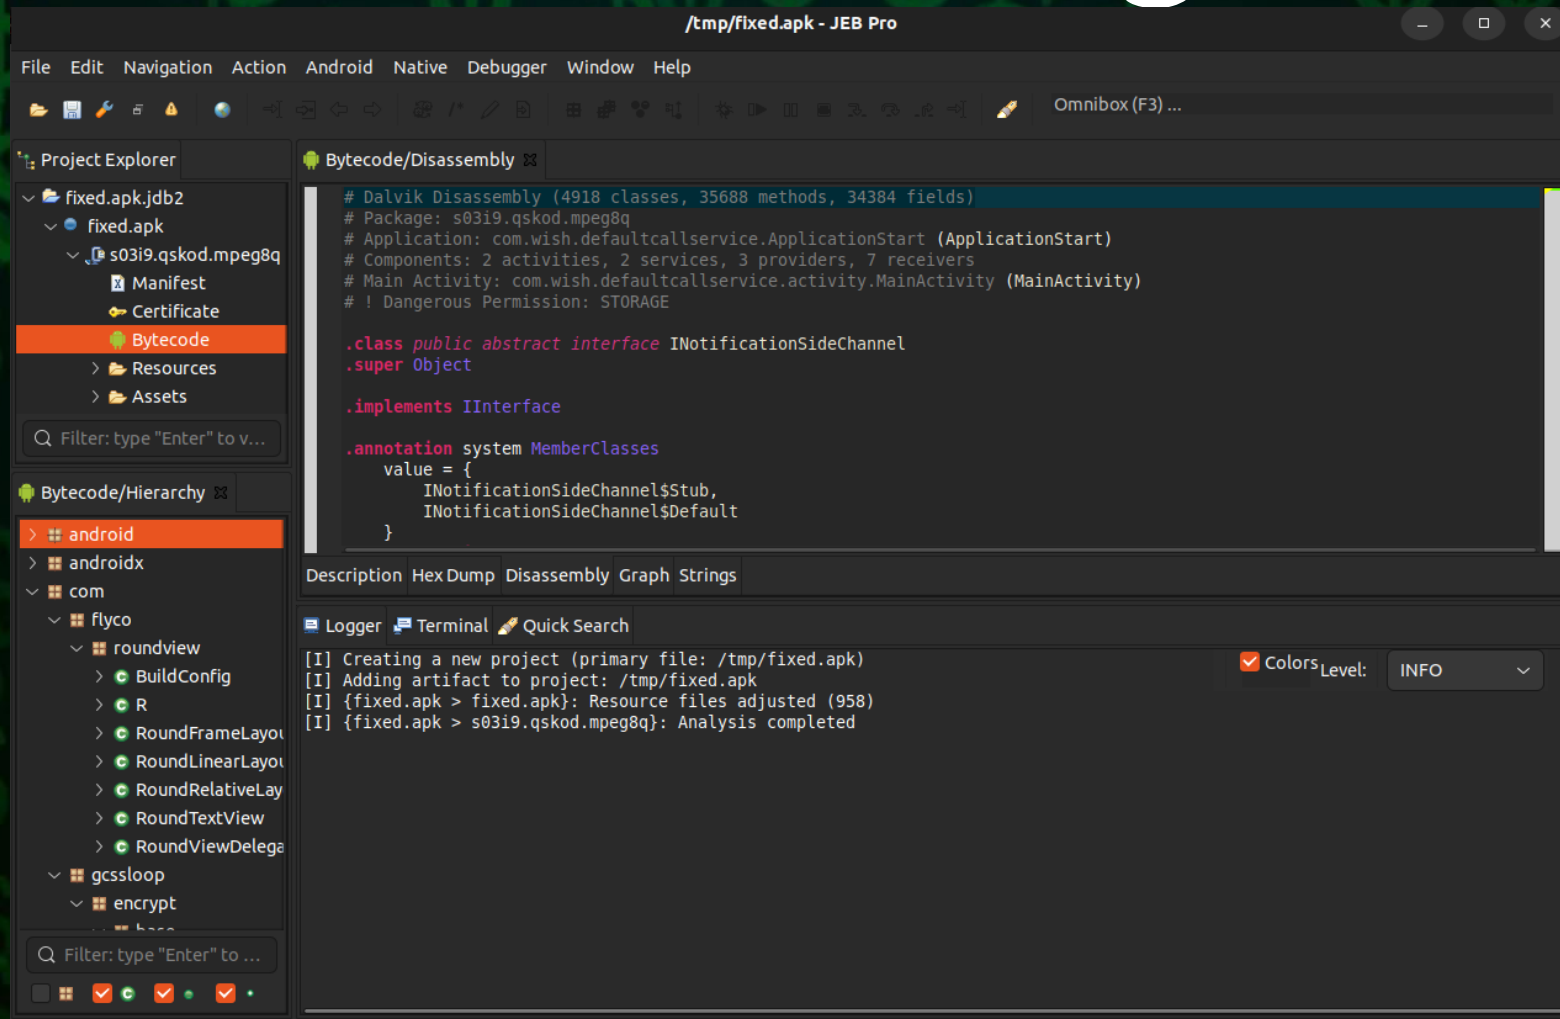 /tmp/fixed.apk - JEB Pro
File Edit Navigation Action Android Native Debugger Window Help
Omnibox (F3) ...
Project Explorer
fixed.apk.jdb2
fixed.apk
s03i9.qskod.mpeg8q
Manifest
Certificate
Bytecode
Resources
Assets
Filter: type "Enter" to v...
Bytecode/Hierarchy
android
androidx
com
flyco
roundview
BuildConfig
R
RoundFrameLayou
RoundLinearLayou
RoundRelativeLay
RoundTextView
RoundViewDelega
gcssloop
encrypt
Filter: type "Enter" to ...
Bytecode/Disassembly
# Dalvik Disassembly (4918 classes, 35688 methods, 34384 fields)
# Package: s03i9.qskod.mpeg8q
# Application: com.wish.defaultcallservice.ApplicationStart (ApplicationStart)
# Components: 2 activities, 2 services, 3 providers, 7 receivers
# Main Activity: com.wish.defaultcallservice.activity.MainActivity (MainActivity)
# ! Dangerous Permission: STORAGE
.class public abstract interface INotificationSideChannel
.super Object
.implements IInterface
.annotation system MemberClasses
value = {
INotificationSideChannel$Stub,
INotificationSideChannel$Default
}
Description Hex Dump Disassembly Graph Strings
Logger Terminal Quick Search
[I] Creating a new project (primary file: /tmp/fixed.apk)
[I] Adding artifact to project: /tmp/fixed.apk
[I] {fixed.apk > fixed.apk}: Resource files adjusted (958)
[I] {fixed.apk > s03i9.qskod.mpeg8q}: Analysis completed
Colors Level: INFO